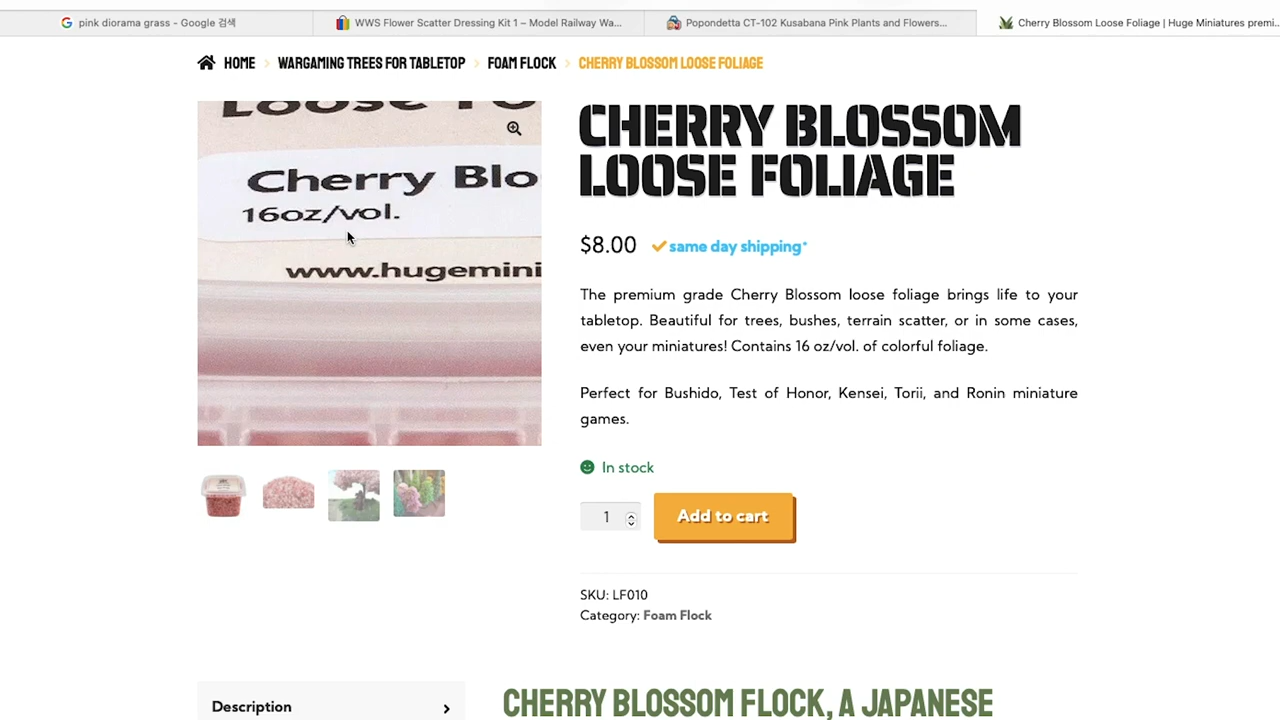 pink diorama grass - Google 검색
WWS Flower Scatter Dressing Kit 1 – Model Railway Wa...
Popondetta CT-102 Kusabana Pink Plants and Flowers...
Cherry Blossom Loose Foliage | Huge Miniatures premi...
HOME > WARGAMING TREES FOR TABLETOP > FOAM FLOCK > CHERRY BLOSSOM LOOSE FOLIAGE
Loose Fo
Cherry Blo
16oz/vol.
www.hugemini
CHERRY BLOSSOM
LOOSE FOLIAGE
$8.00 same day shipping*
The premium grade Cherry Blossom loose foliage brings life to your
tabletop. Beautiful for trees, bushes, terrain scatter, or in some cases,
even your miniatures! Contains 16 oz/vol. of colorful foliage.
Perfect for Bushido, Test of Honor, Kensei, Torii, and Ronin miniature
games.
In stock
1
Add to cart
SKU: LF010
Category: Foam Flock
Description
CHERRY BLOSSOM FLOCK, A JAPANESE